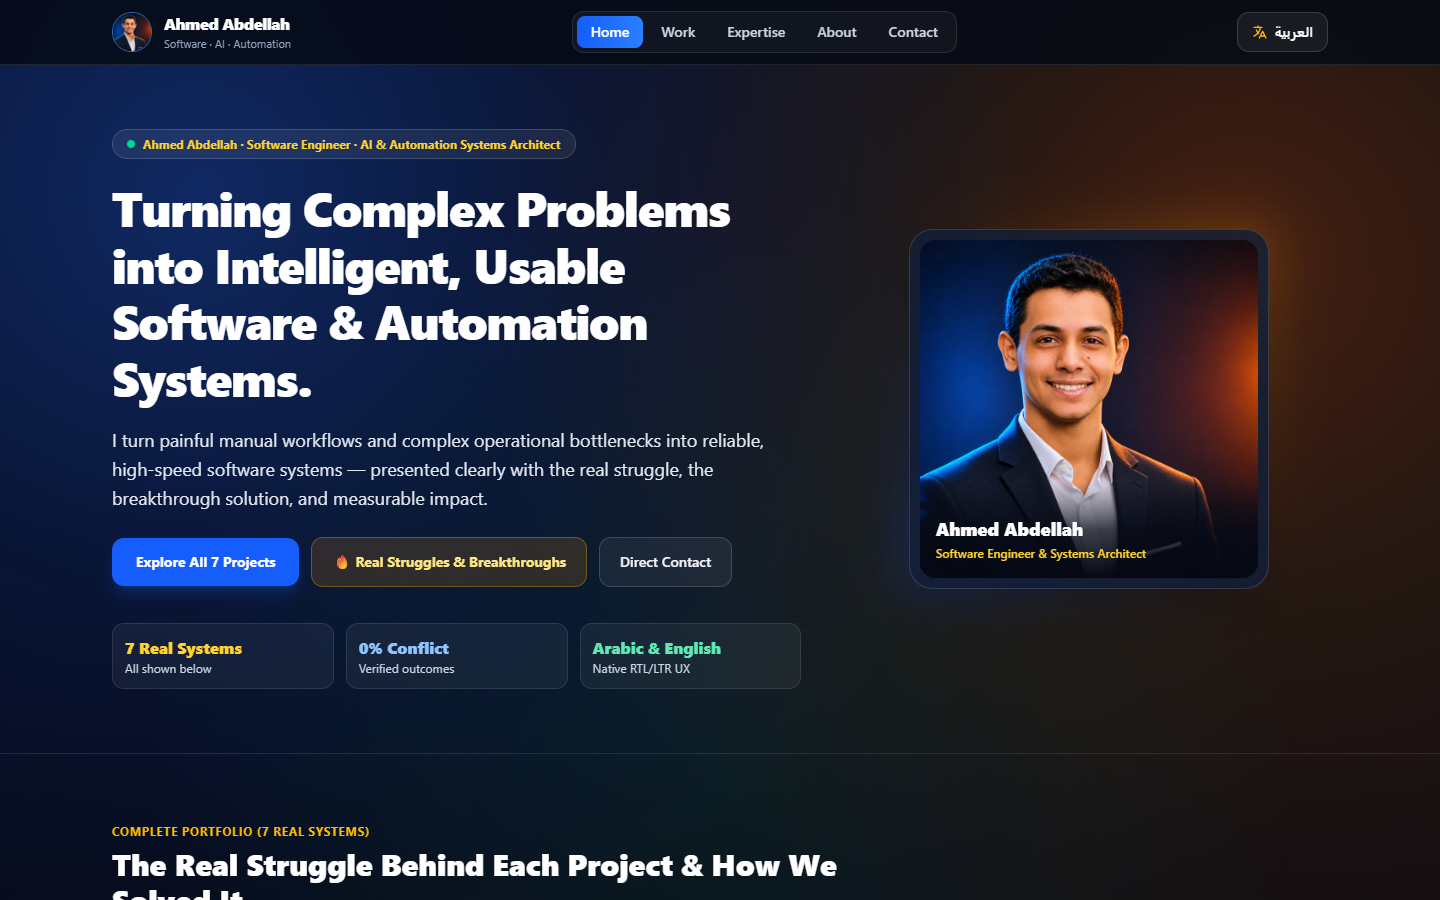 Ahmed Abdellah
Software · AI · Automation
Home
Work
Expertise
About
Contact
العربية
Ahmed Abdellah · Software Engineer · AI & Automation Systems Architect
Turning Complex Problems
into Intelligent, Usable
Software & Automation
Systems.
I turn painful manual workflows and complex operational bottlenecks into reliable,
high-speed software systems — presented clearly with the real struggle, the
breakthrough solution, and measurable impact.
Explore All 7 Projects
🔥 Real Struggles & Breakthroughs
Direct Contact
7 Real Systems
All shown below
0% Conflict
Verified outcomes
Arabic & English
Native RTL/LTR UX
Ahmed Abdellah
Software Engineer & Systems Architect
COMPLETE PORTFOLIO (7 REAL SYSTEMS)
The Real Struggle Behind Each Project & How We
Solved It